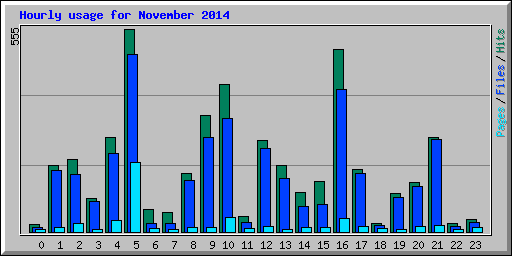 Hourly usage for November 2014
555
Pages / Files / Hits
0 1 2 3 4 5 6 7 8 9 10 11 12 13 14 15 16 17 18 19 20 21 22 23